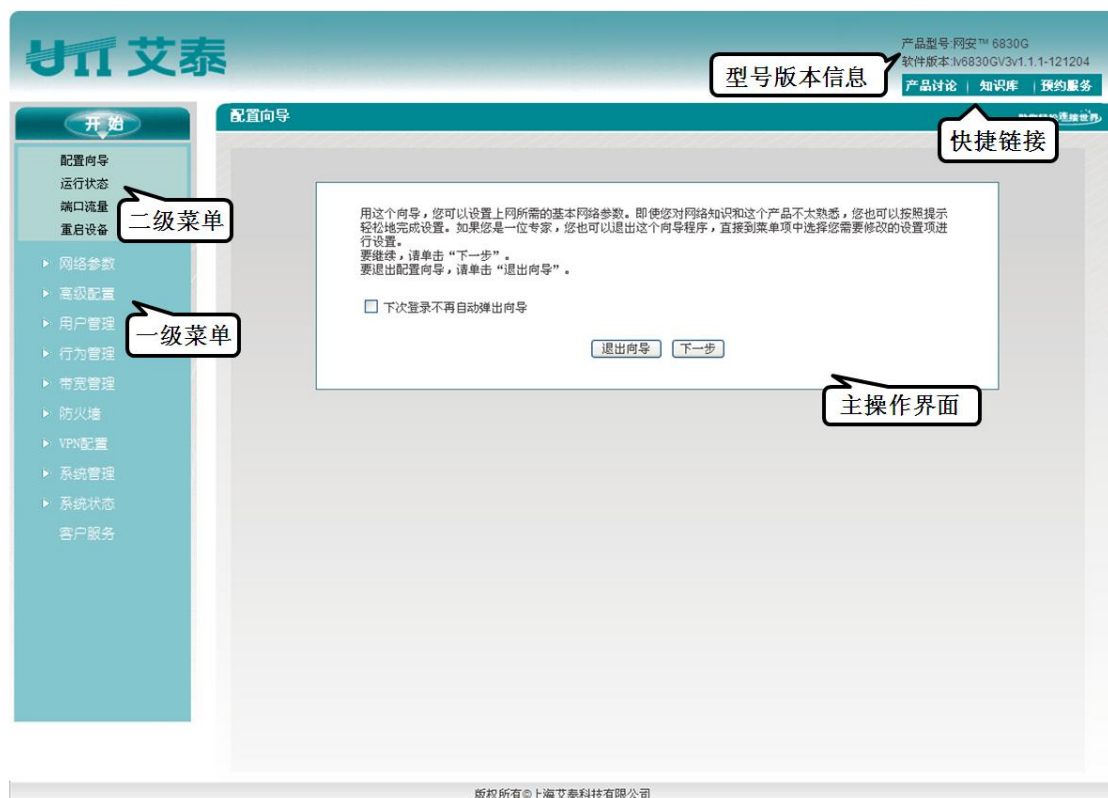 UTT 艾泰
产品型号:网安™ 6830G
软件版本:lv6830GV3v1.1.1-121204
型号版本信息
产品讨论 | 知识库 | 预约服务
快捷链接
开始
配置向导
配置向导
运行状态
端口流量
重启设备
二级菜单
网络参数
高级配置
用户管理
一级菜单
行为管理
带宽管理
防火墙
VPN配置
系统管理
系统状态
客户服务
用这个向导，您可以设置上网所需的基本网络参数。即使您对网络知识和这个产品不太熟悉，您也可以按照提示
轻松地完成设置。如果您是一位专家，您也可以退出这个向导程序，直接到菜单项中选择您需要修改的设置项进
行设置。
要继续，请单击“下一步”。
要退出配置向导，请单击“退出向导”。
下次登录不再自动弹出向导
退出向导 下一步
主操作界面
版权所有©上海艾泰科技有限公司